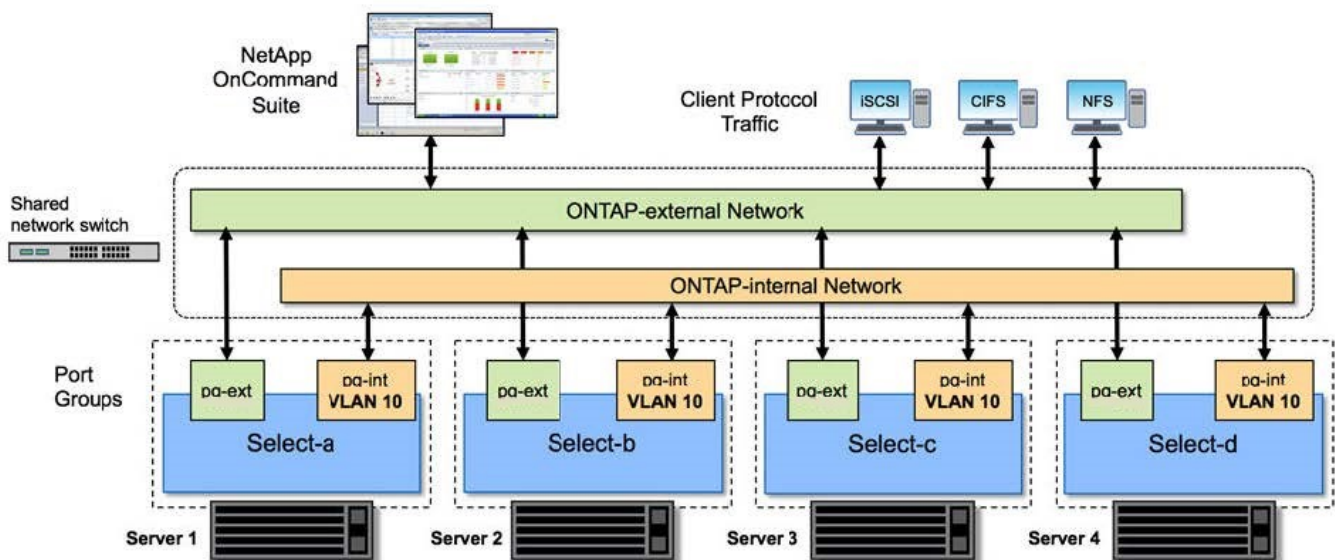 NetApp
OnCommand
Suite
Client Protocol
Traffic
iSCSI
CIFS
NFS
Shared
network switch
ONTAP-external Network
ONTAP-internal Network
Port
Groups
pg-ext
pg-int
VLAN 10
Select-a
pg-ext
pg-int
VLAN 10
Select-b
pg-ext
pg-int
VLAN 10
Select-c
pg-ext
pg-int
VLAN 10
Select-d
Server 1
Server 2
Server 3
Server 4